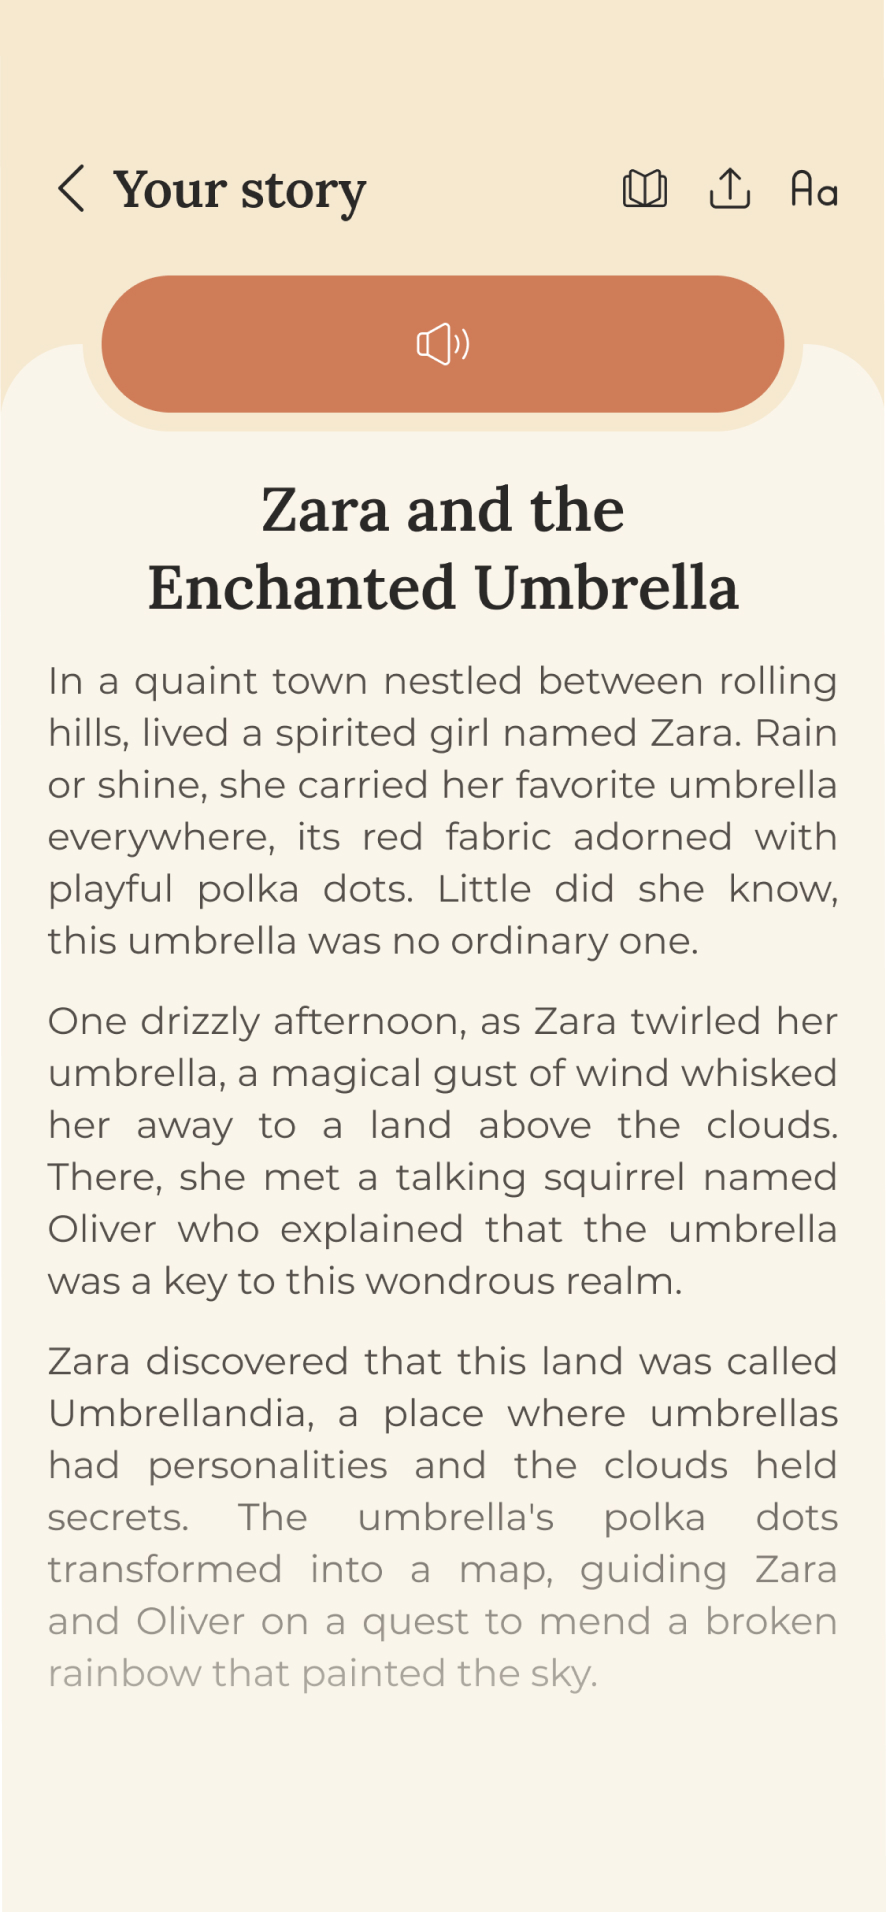 Your story
Aa
Zara and the
Enchanted Umbrella
In a quaint town nestled between rolling
hills, lived a spirited girl named Zara. Rain
or shine, she carried her favorite umbrella
everywhere, its red fabric adorned with
playful polka dots. Little did she know,
this umbrella was no ordinary one.
One drizzly afternoon, as Zara twirled her
umbrella, a magical gust of wind whisked
her away to a land above the clouds.
There, she met a talking squirrel named
Oliver who explained that the umbrella
was a key to this wondrous realm.
Zara discovered that this land was called
Umbrellandia, a place where umbrellas
had personalities and the clouds held
secrets. The umbrella's polka dots
transformed into a map, guiding Zara
and Oliver on a quest to mend a broken
rainbow that painted the sky.